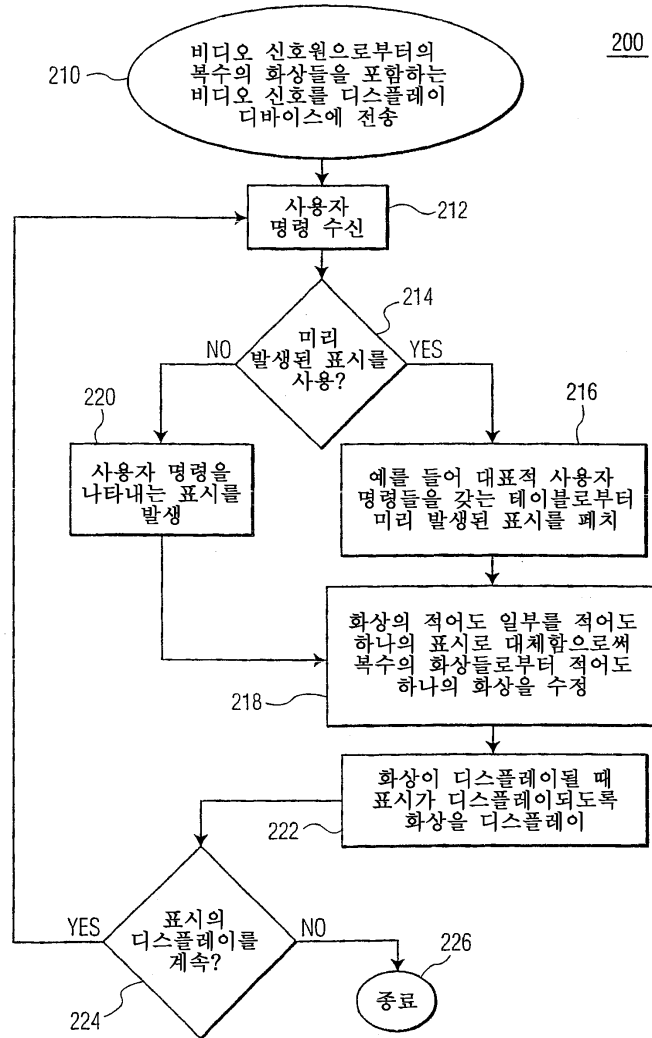 200
210
비디오 신호원으로부터의
복수의 화상들을 포함하는
비디오 신호를 디스플레이
디바이스에 전송
사용자
명령 수신
212
214
미리
발생된 표시를
사용?
NO
YES
220
사용자 명령을
나타내는 표시를
발생
216
예를 들어 대표적 사용자
명령들을 갖는 테이블로부터
미리 발생된 표시를 페치
화상의 적어도 일부를 적어도
하나의 표시로 대체함으로써
복수의 화상들로부터 적어도
하나의 화상을 수정
218
화상이 디스플레이될 때
표시가 디스플레이되도록
화상을 디스플레이
222
YES
표시의
디스플레이를
계속?
NO
224
226
종료